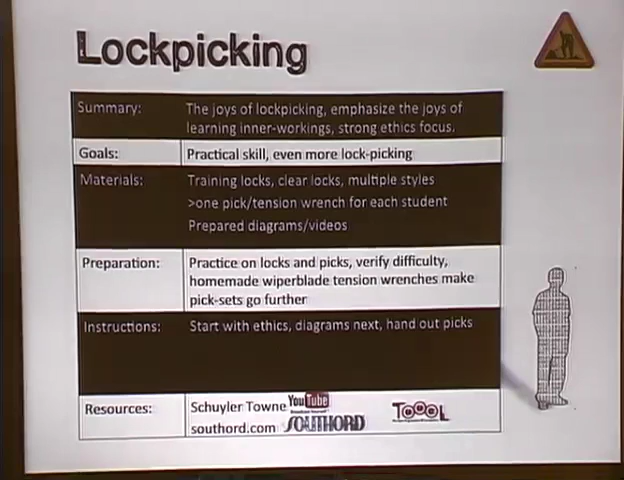 Lockpicking
Summary: The joys of lockpicking, emphasize the joys of
learning inner-workings, strong ethics focus.
Goals: Practical skill, even more lock-picking
Materials: Training locks, clear locks, multiple styles
>one pick/tension wrench for each student
Prepared diagrams/videos
Preparation: Practice on locks and picks, verify difficulty,
homemade wiperblade tension wrenches make
pick-sets go further
Instructions: Start with ethics, diagrams next, hand out picks
Resources: Schuyler Towne YouTube
southord.com SOUTHORD
TOOOL